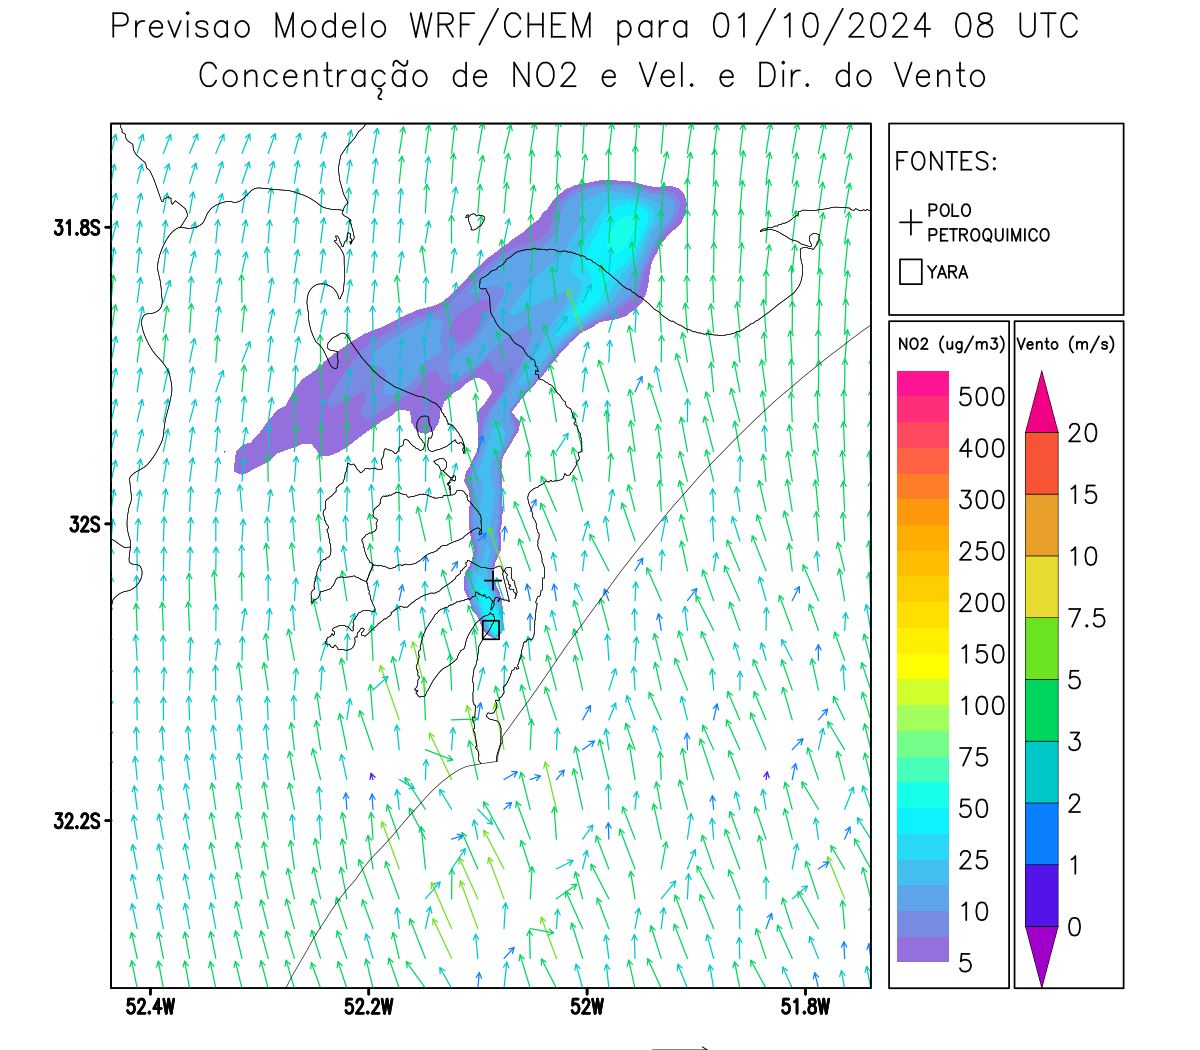 Previsao Modelo WRF/CHEM para 01/10/2024 08 UTC
Concentração de NO2 e Vel. e Dir. do Vento
FONTES:
POLO
PETROQUIMICO
YARA
NO2 (ug/m3)
500
400
300
250
200
150
100
75
50
25
10
5
Vento (m/s)
20
15
10
7.5
5
3
2
1
0
31.8S
32S
32.2S
52.4W
52.2W
52W
51.8W